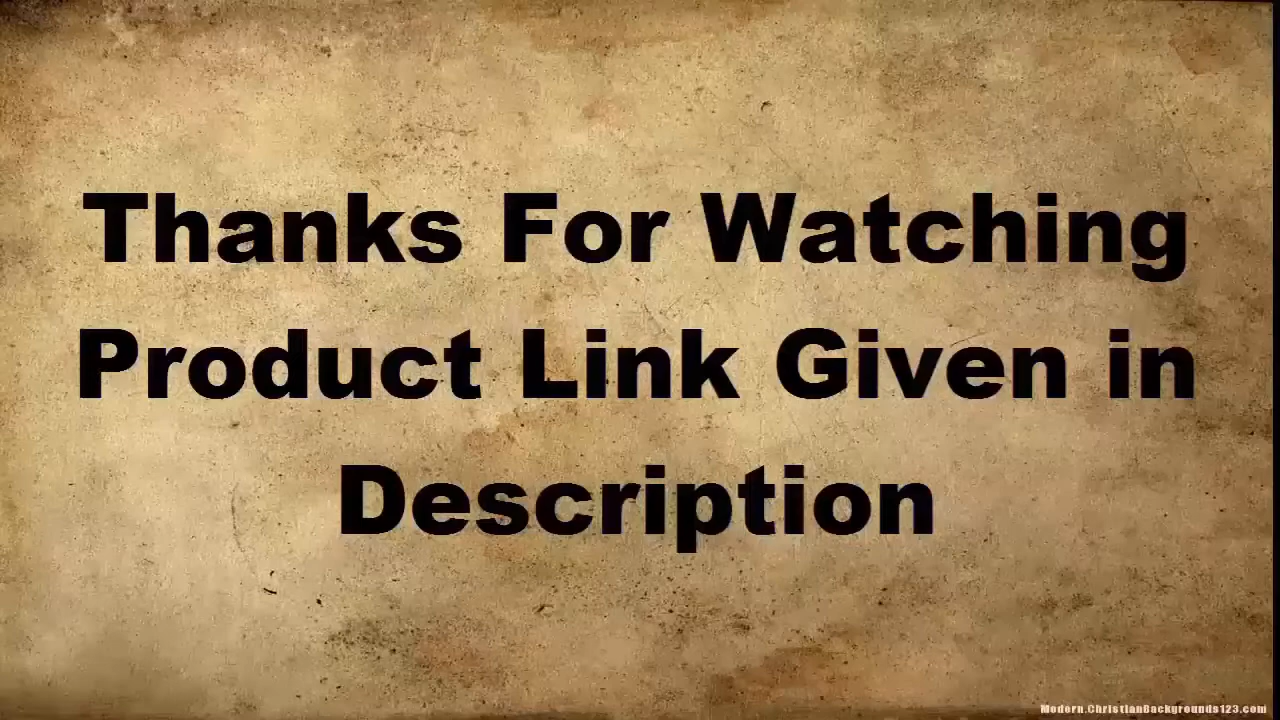 Thanks For Watching
Product Link Given in
Description
Modern.ChristianBackgrounds123.com